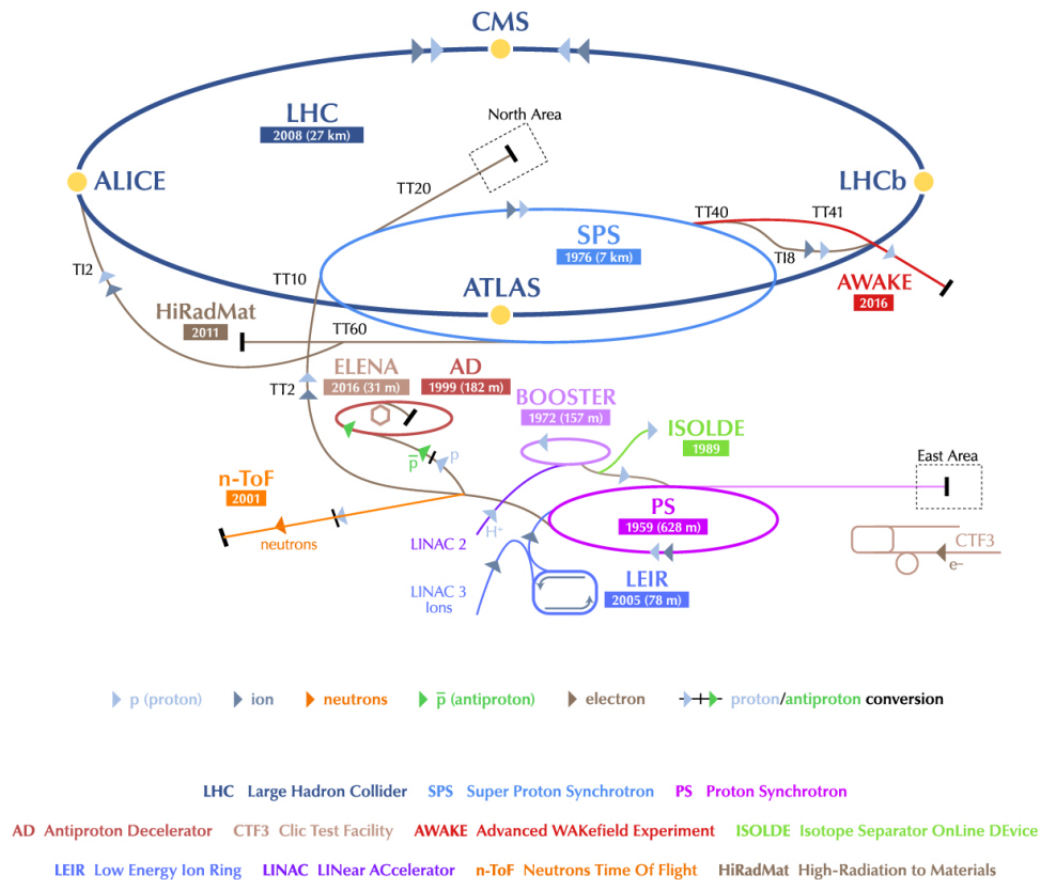 CMS
LHC
2008 (27 km)
North Area
ALICE
LHCb
TT20
TT40
TT41
SPS
1976 (7 km)
TI2
TT10
TI8
ATLAS
AWAKE
2016
HiRadMat
2011
TT60
ELENA
2016 (31 m)
AD
1999 (182 m)
TT2
BOOSTER
1972 (157 m)
ISOLDE
1989
p
p̅
East Area
n-ToF
2001
PS
1959 (628 m)
neutrons
LINAC 2
H⁺
CTF3
e⁻
LEIR
2005 (78 m)
LINAC 3
Ions
p (proton) ion neutrons p̅ (antiproton) electron proton/antiproton conversion
LHC Large Hadron Collider SPS Super Proton Synchrotron PS Proton Synchrotron
AD Antiproton Decelerator CTF3 Clic Test Facility AWAKE Advanced WAKefield Experiment ISOLDE Isotope Separator OnLine DEvice
LEIR Low Energy Ion Ring LINAC LINear ACcelerator n-ToF Neutrons Time Of Flight HiRadMat High-Radiation to Materials